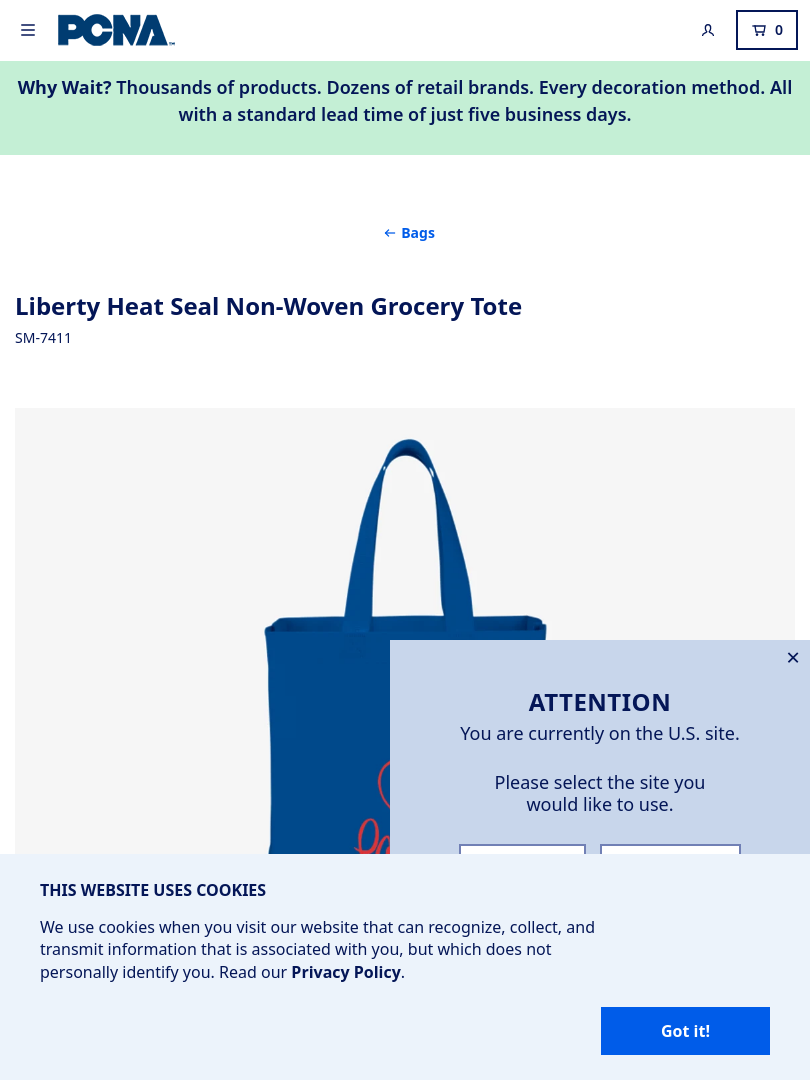 PCNA
0
Why Wait? Thousands of products. Dozens of retail brands. Every decoration method. All
with a standard lead time of just five business days.
← Bags
Liberty Heat Seal Non-Woven Grocery Tote
SM-7411
ATTENTION
You are currently on the U.S. site.
Please select the site you
would like to use.
THIS WEBSITE USES COOKIES
We use cookies when you visit our website that can recognize, collect, and
transmit information that is associated with you, but which does not
personally identify you. Read our Privacy Policy.
Got it!